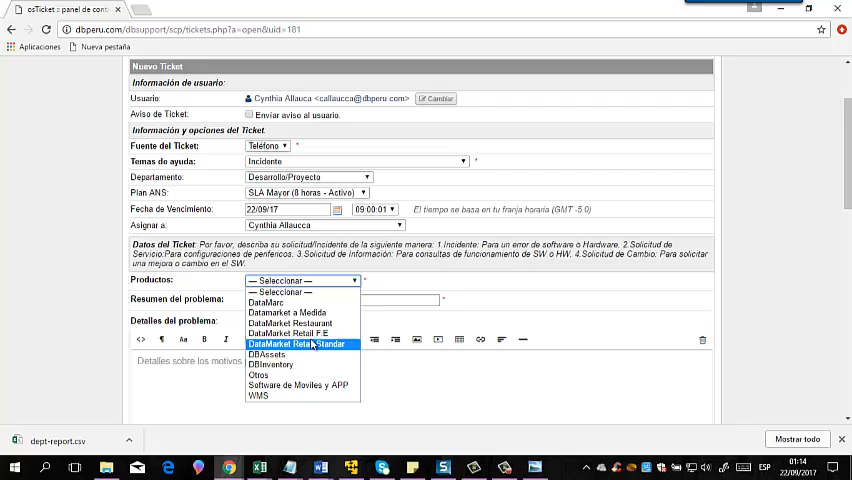 osTicket :: panel de cont
dbperu.com/dbsupport/scp/tickets.php?a=open&uid=181
Aplicaciones
Nueva pestaña
Nuevo Ticket
Información de usuario:
Usuario:
Cynthia Allauca <callaucca@dbperu.com>
Cambiar
Aviso de Ticket:
Envíar aviso al usuario.
Información y opciones del Ticket.
Fuente del Ticket:
Teléfono
*
Temas de ayuda:
Incidente
*
Departamento:
Desarrollo/Proyecto
Plan ANS:
SLA Mayor (8 horas - Activo)
Fecha de Vencimiento:
22/09/17
09:00:01
El tiempo se basa en tu franja horaria (GMT -5.0)
Asignar a:
Cynthia Allaucca
Datos del Ticket: Por favor, describa su solicitud/Incidente de la siguiente manera: 1.Incidente: Para un error de software o Hardware. 2.Solicitud de
Servicio:Para configuraciones de perifericos. 3.Solicitud de Información: Para consultas de funcionamiento de SW o HW. 4.Solicitud de Cambio: Para solicitar
una mejora o cambio en el SW.
Productos:
— Seleccionar —
*
— Seleccionar —
DataMarc
Datamarket a Medida
DataMarket Restaurant
DataMarket Retail F.E
DataMarket Retail Standar
DBAssets
DBInventory
Otros
Software de Moviles y APP
WMS
Resumen del problema:
*
Detalles del problema:
Aa
B
I
Detalles sobre los motivos
dept-report.csv
Mostrar todo
ESP
01:14
22/09/2017